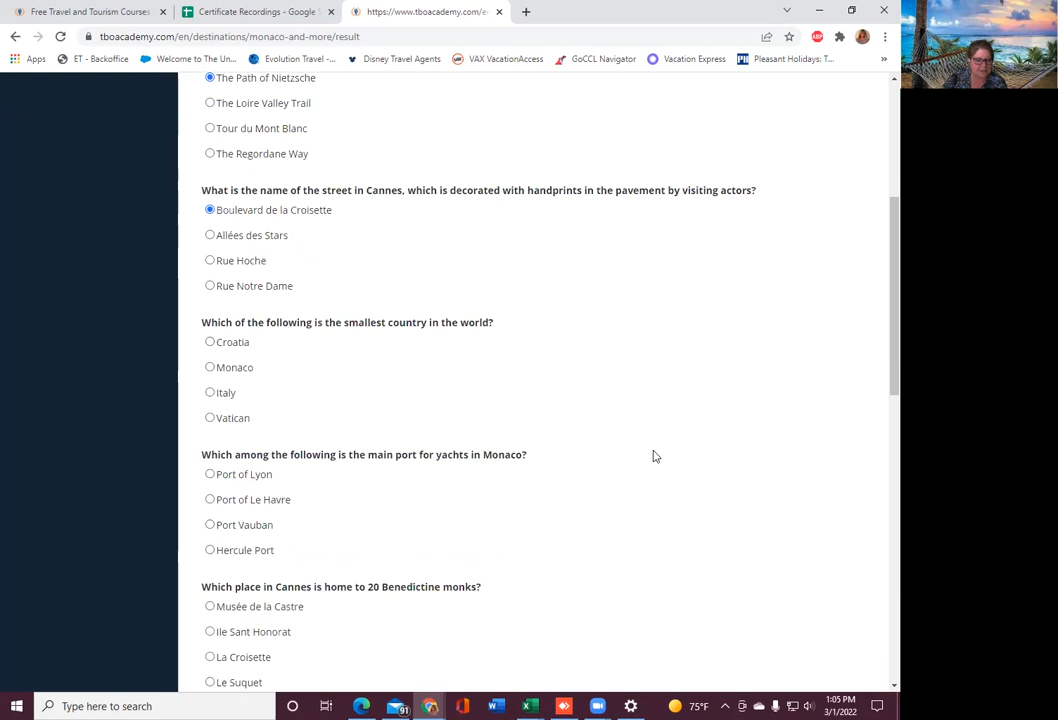 Free Travel and Tourism Courses
Certificate Recordings - Google S
https://www.tboacademy.com/en
tboacademy.com/en/destinations/monaco-and-more/result
Apps ET - Backoffice Welcome to The Un... Evolution Travel -... Disney Travel Agents VAX VacationAccess GoCCL Navigator Vacation Express Pleasant Holidays: T...
The Path of Nietzsche
The Loire Valley Trail
Tour du Mont Blanc
The Regordane Way
What is the name of the street in Cannes, which is decorated with handprints in the pavement by visiting actors?
Boulevard de la Croisette
Allées des Stars
Rue Hoche
Rue Notre Dame
Which of the following is the smallest country in the world?
Croatia
Monaco
Italy
Vatican
Which among the following is the main port for yachts in Monaco?
Port of Lyon
Port of Le Havre
Port Vauban
Hercule Port
Which place in Cannes is home to 20 Benedictine monks?
Musée de la Castre
Ile Sant Honorat
La Croisette
Le Suquet
Type here to search
91
75°F
1:05 PM
3/1/2022